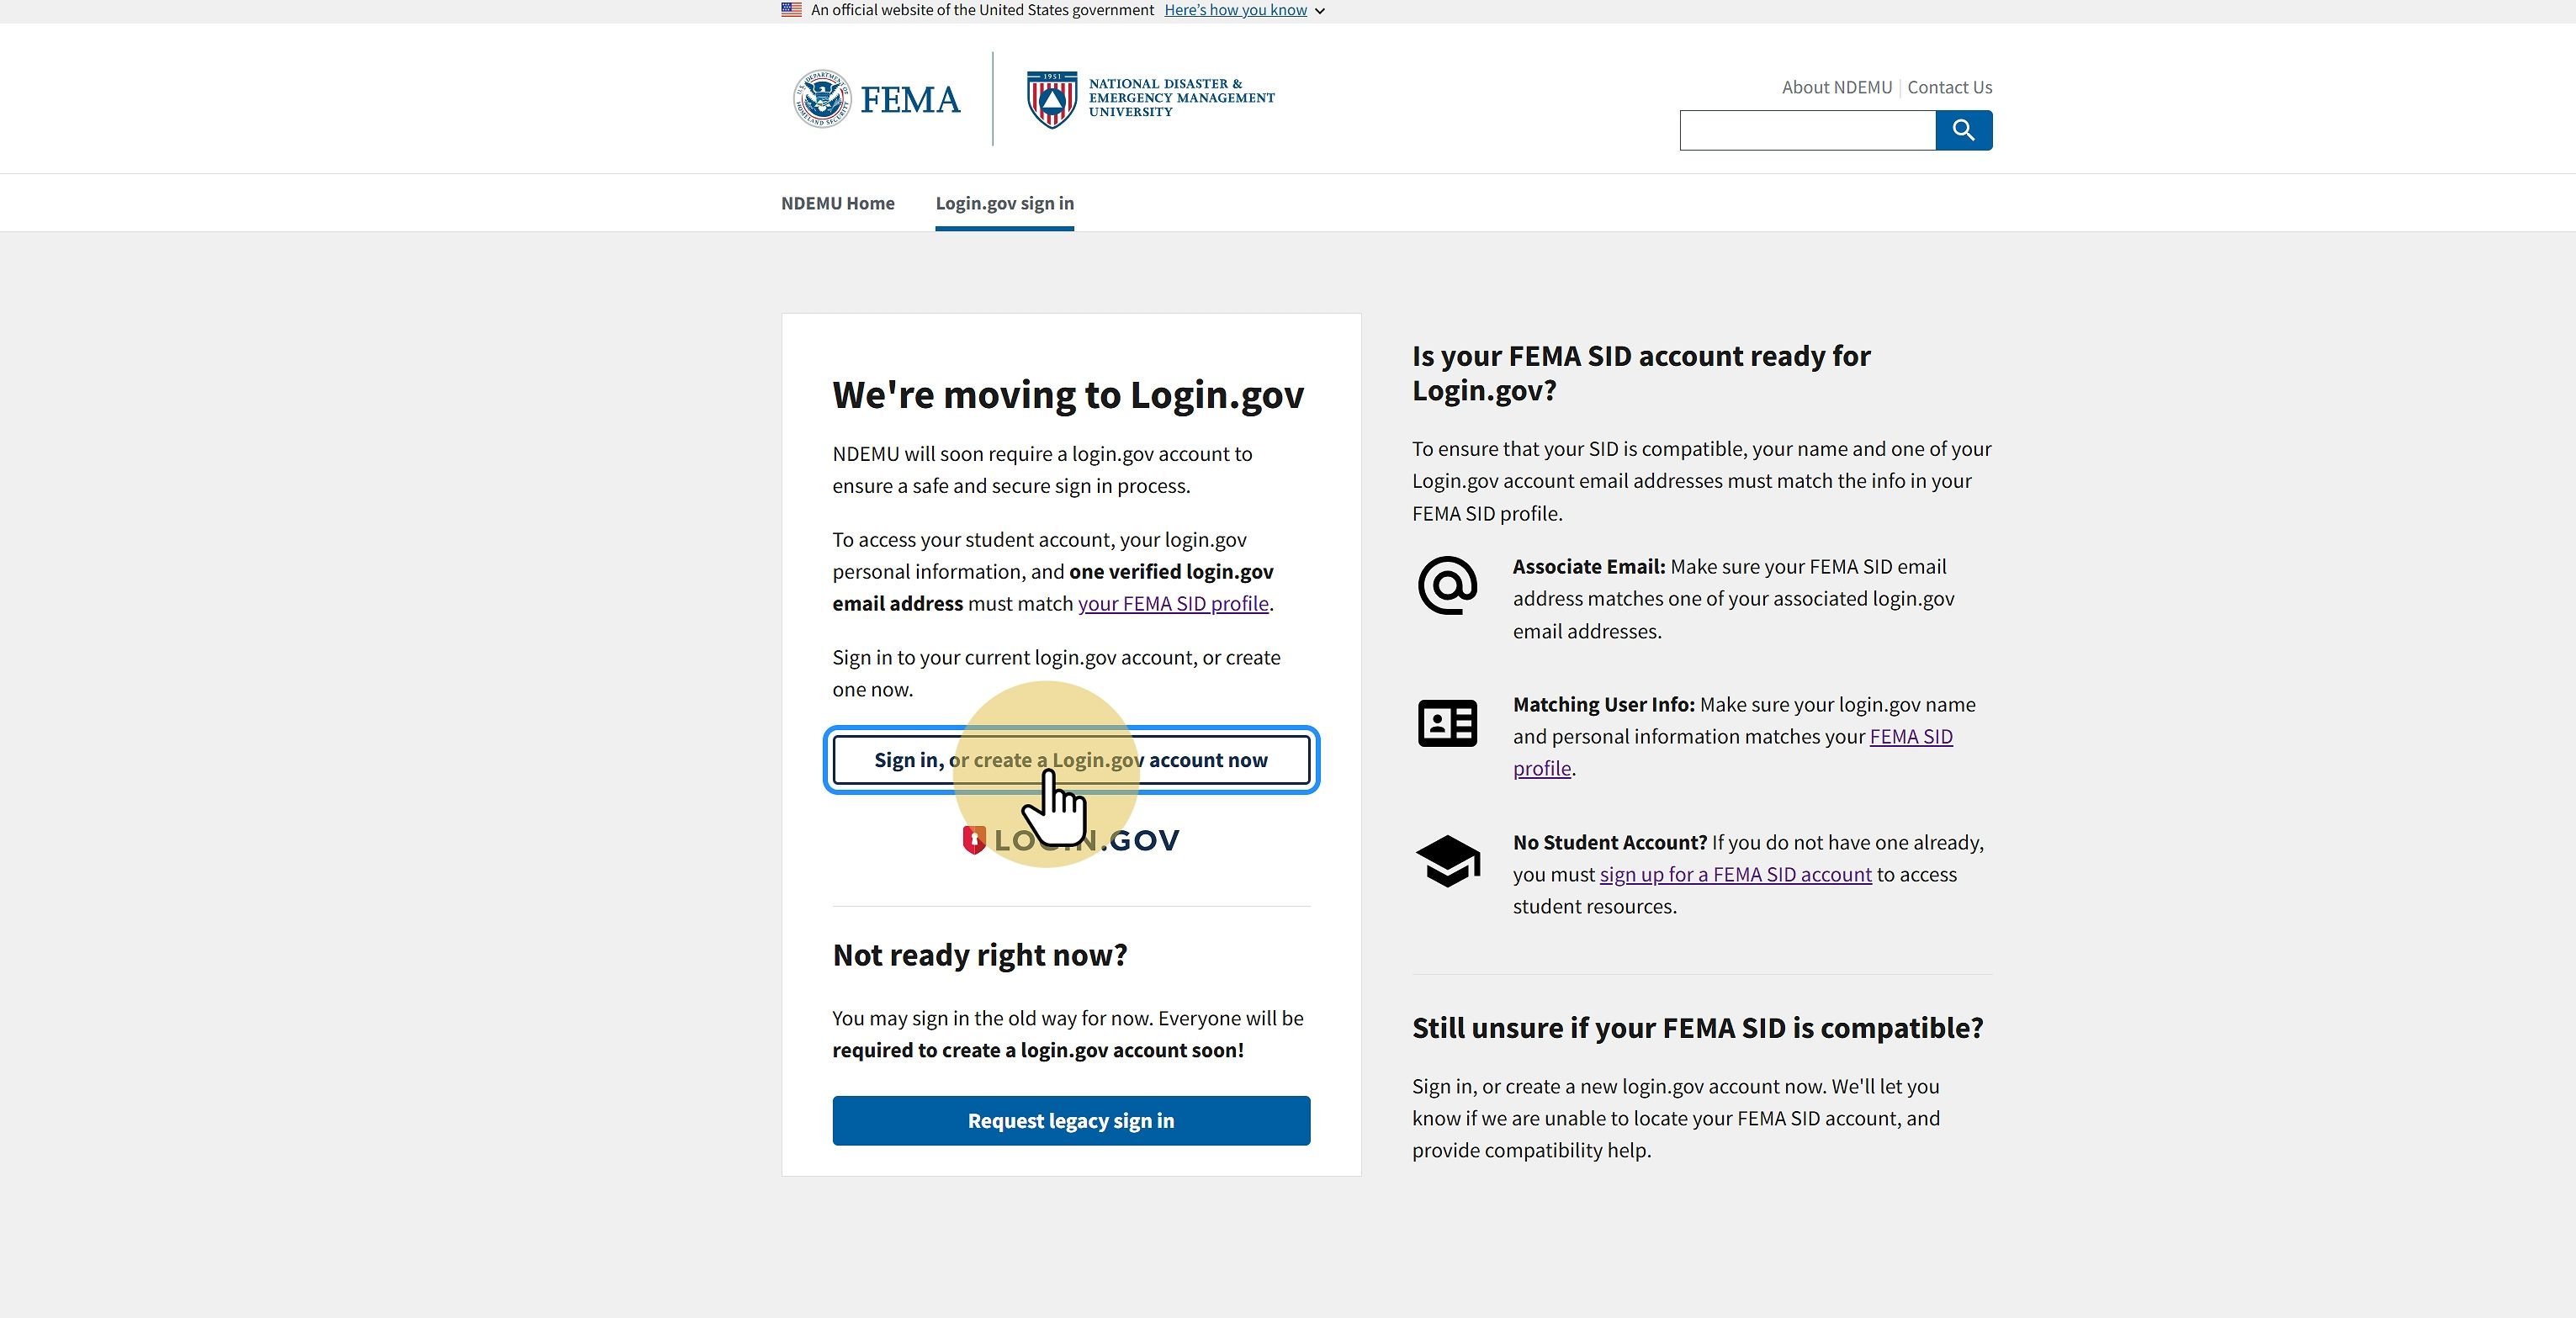 An official website of the United States government Here's how you know
FEMA
1951
NATIONAL DISASTER &
EMERGENCY MANAGEMENT
UNIVERSITY
About NDEMU
Contact Us
NDEMU Home
Login.gov sign in
We're moving to Login.gov
NDEMU will soon require a login.gov account to
ensure a safe and secure sign in process.
To access your student account, your login.gov
personal information, and one verified login.gov
email address must match your FEMA SID profile.
Sign in to your current login.gov account, or create
one now.
Sign in, or create a Login.gov account now
LOGIN.GOV
Not ready right now?
You may sign in the old way for now. Everyone will be
required to create a login.gov account soon!
Request legacy sign in
Is your FEMA SID account ready for
Login.gov?
To ensure that your SID is compatible, your name and one of your
Login.gov account email addresses must match the info in your
FEMA SID profile.
Associate Email: Make sure your FEMA SID email
address matches one of your associated login.gov
email addresses.
Matching User Info: Make sure your login.gov name
and personal information matches your FEMA SID
profile.
No Student Account? If you do not have one already,
you must sign up for a FEMA SID account to access
student resources.
Still unsure if your FEMA SID is compatible?
Sign in, or create a new login.gov account now. We'll let you
know if we are unable to locate your FEMA SID account, and
provide compatibility help.